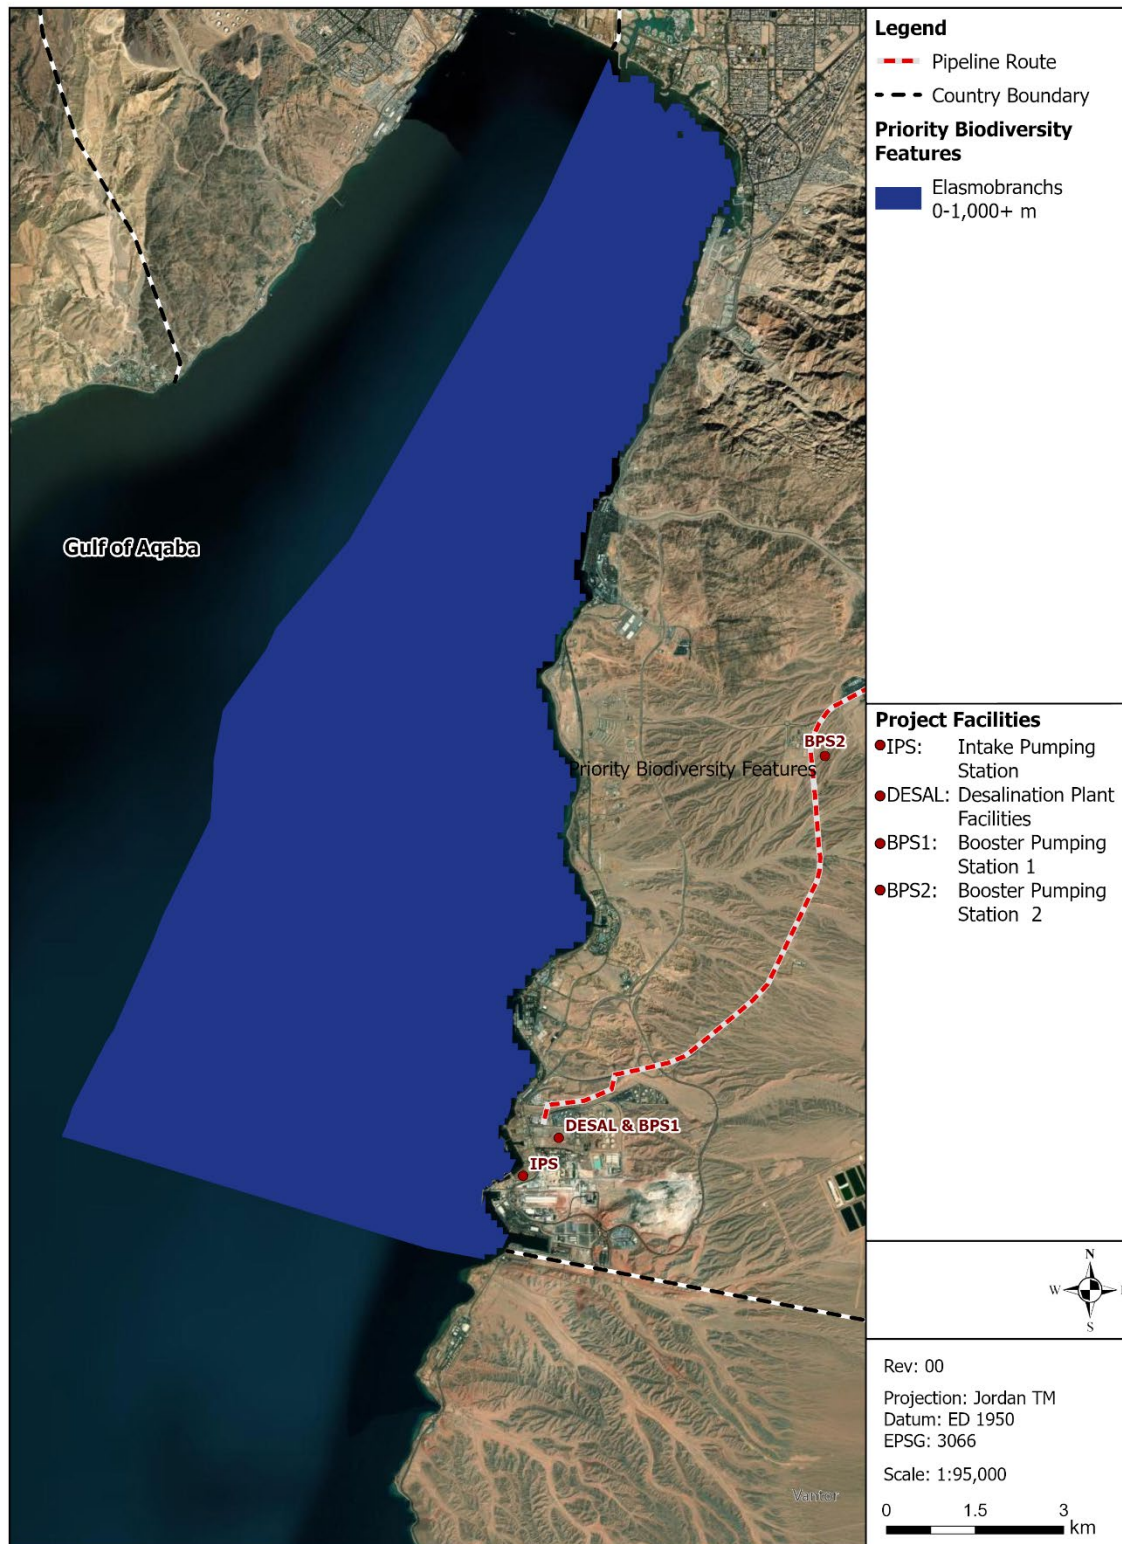 Legend
Pipeline Route
Country Boundary
Priority Biodiversity
Features
Elasmobranchs
0-1,000+ m
Gulf of Aqaba
BPS2
Priority Biodiversity Features
DESAL & BPS1
IPS
Vantor
Project Facilities
IPS: Intake Pumping
Station
DESAL: Desalination Plant
Facilities
BPS1: Booster Pumping
Station 1
BPS2: Booster Pumping
Station 2
N
W
S
Rev: 00
Projection: Jordan TM
Datum: ED 1950
EPSG: 3066
Scale: 1:95,000
0 1.5 3
km